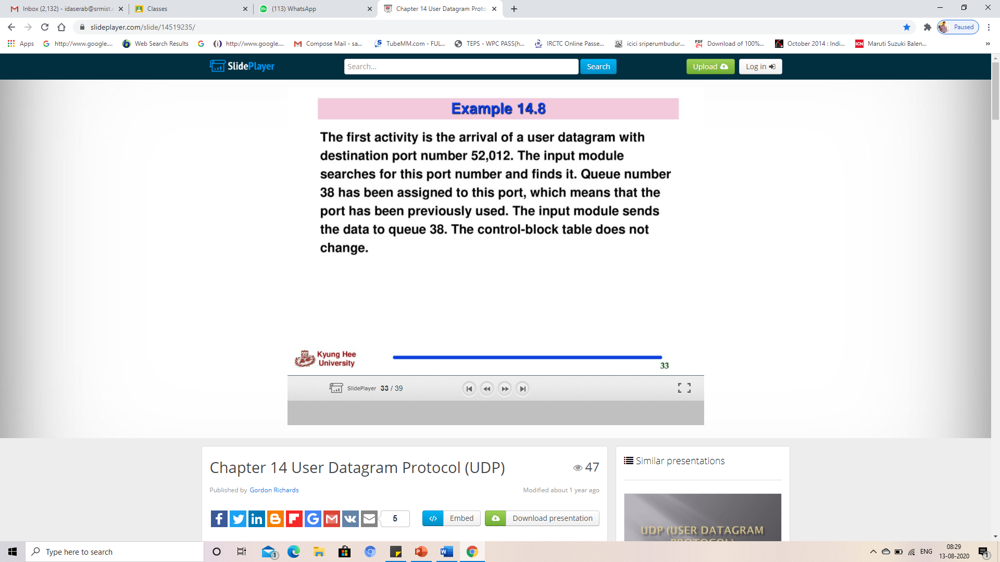 Inbox (2,132) - idaserab@srmist.e
Classes
(113) WhatsApp
Chapter 14 User Datagram Proto
slideplayer.com/slide/14519235/
Paused
Apps
http://www.google....
Web Search Results
http://www.google....
Compose Mail - sa...
TubeMM.com - FUL...
TEPS - WPC PASS(h...
IRCTC Online Passe...
icici sriperumbudur...
Download of 100%...
October 2014 : Indi...
Maruti Suzuki Balen...
SlidePlayer
Search...
Search
Upload
Log in
Example 14.8
The first activity is the arrival of a user datagram with
destination port number 52,012. The input module
searches for this port number and finds it. Queue number
38 has been assigned to this port, which means that the
port has been previously used. The input module sends
the data to queue 38. The control-block table does not
change.
Kyung Hee
University
33
SlidePlayer 33 / 39
Chapter 14 User Datagram Protocol (UDP)
47
Published by Gordon Richards
Modified about 1 year ago
5
Embed
Download presentation
Similar presentations
UDP (USER DATAGRAM
PROTOCOL)
Type here to search
ENG
08:29
13-08-2020